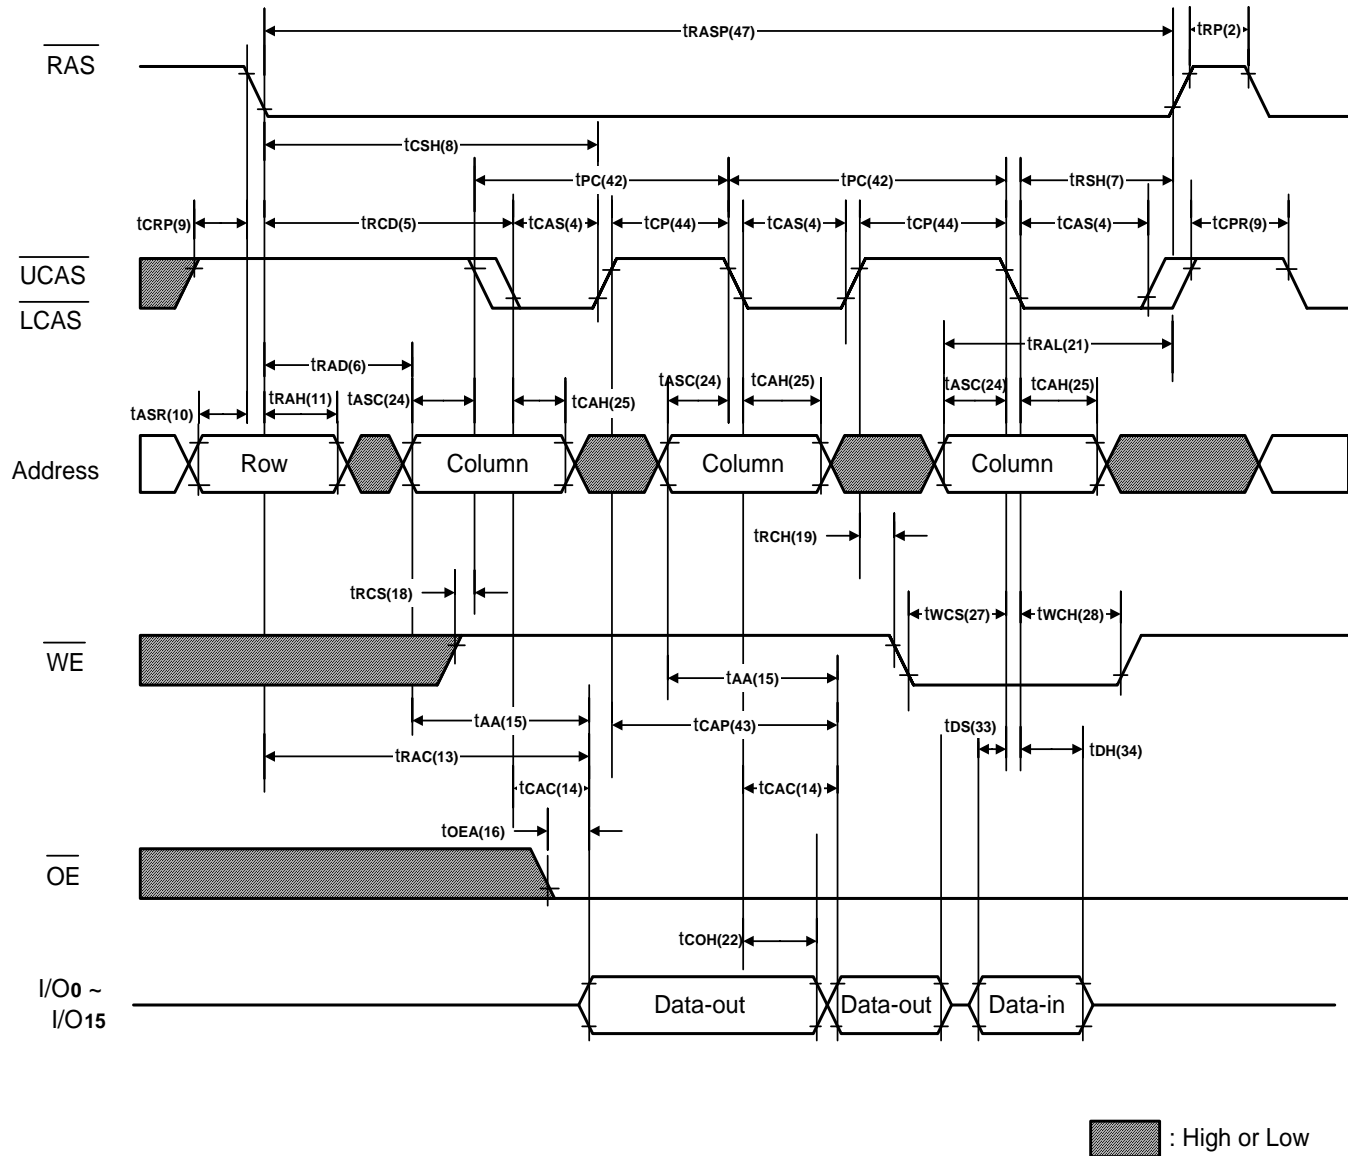 tRASP(47)
tRP(2)
RAS
tCSH(8)
tPC(42)
tPC(42)
tRSH(7)
tCRP(9)
tRCD(5)
tCAS(4)
tCP(44)
tCAS(4)
tCP(44)
tCAS(4)
tCPR(9)
UCAS
LCAS
tRAL(21)
tRAD(6)
tASC(24)
tCAH(25)
tASC(24)
tCAH(25)
tASR(10)
tRAH(11)
tASC(24)
tCAH(25)
Address
Row
Column
Column
Column
tRCH(19)
tRCS(18)
tWCS(27)
tWCH(28)
WE
tAA(15)
tAA(15)
tCAP(43)
tDS(33)
tRAC(13)
tDH(34)
tCAC(14)
tCAC(14)
tOEA(16)
OE
tCOH(22)
I/O0 ~
I/O15
Data-out
Data-out
Data-in
: High or Low